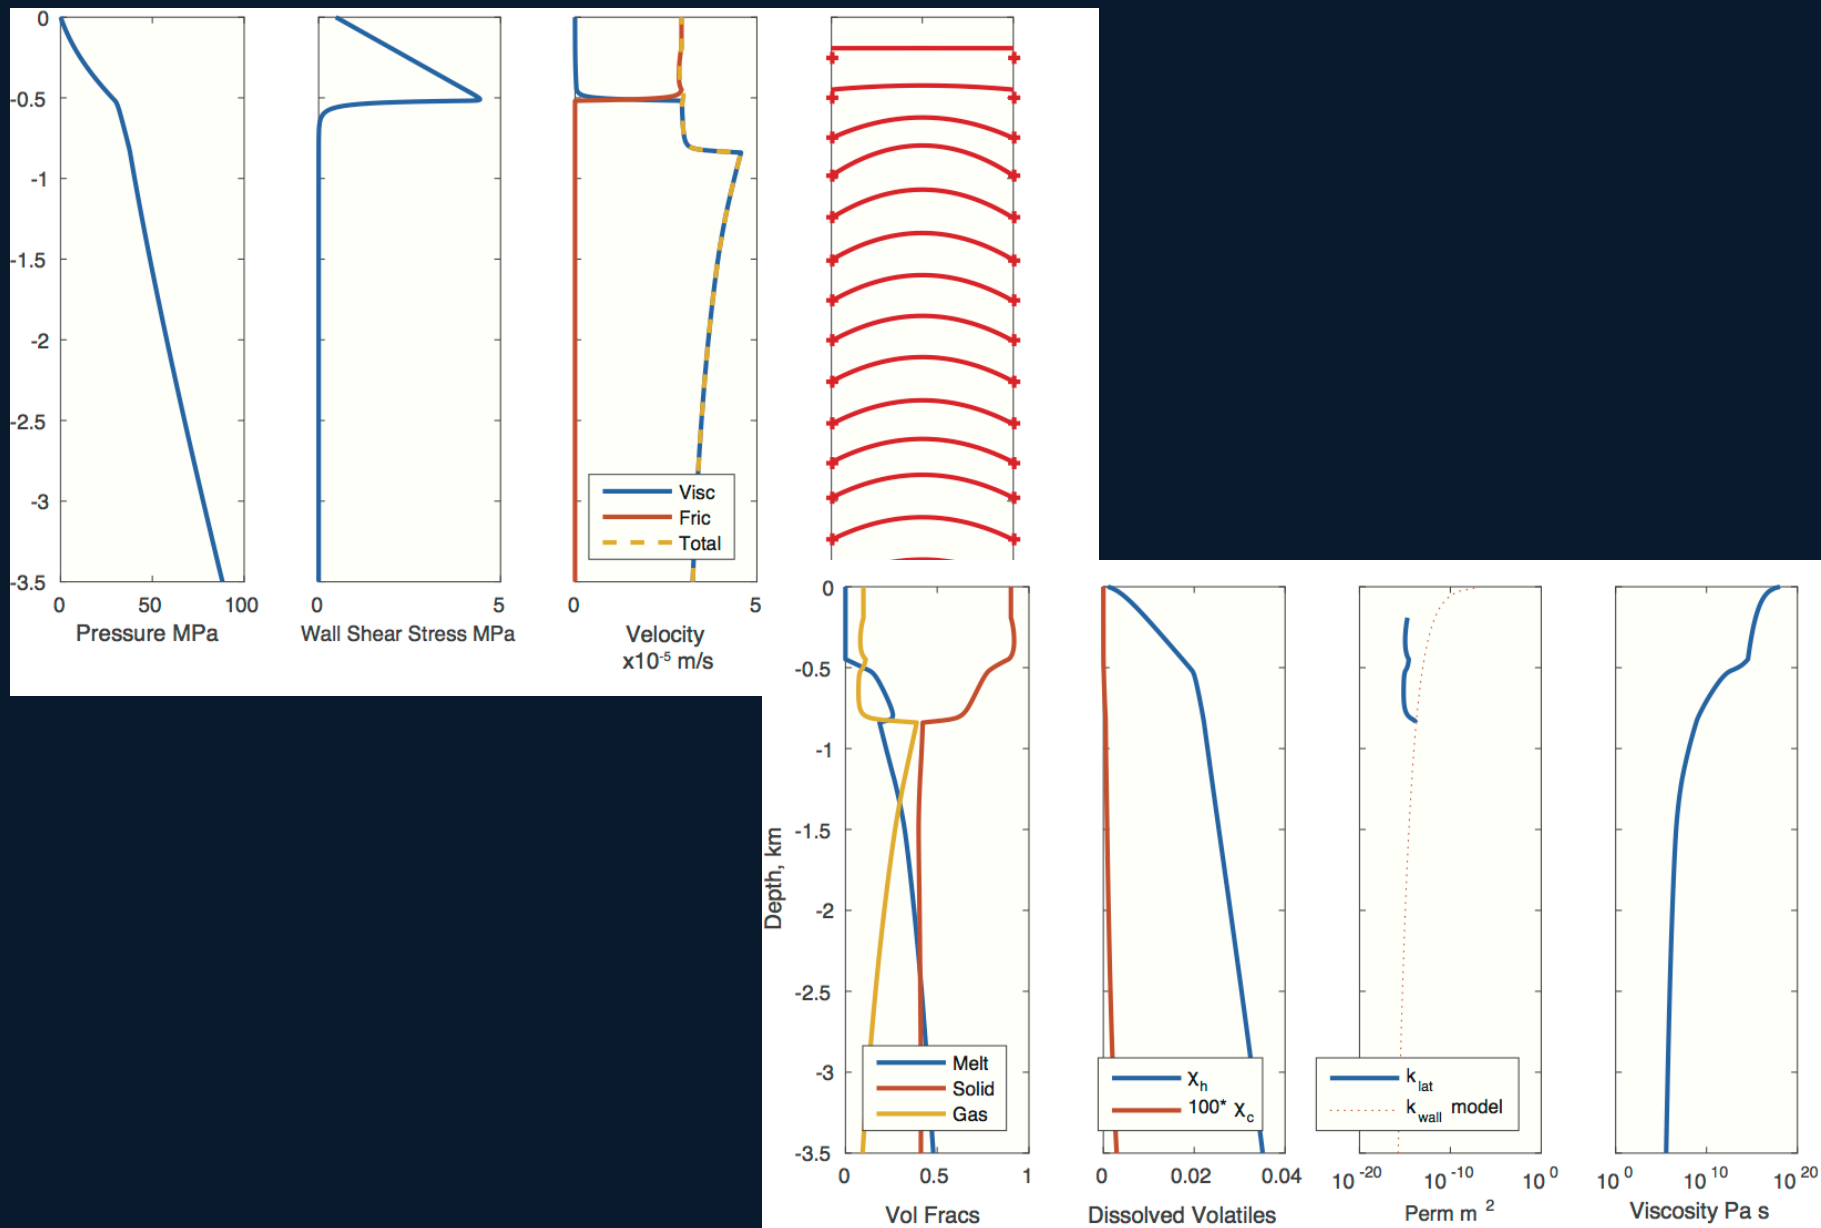 0
-0.5
-1
-1.5
-2
-2.5
-3
-3.5
0 50 100
Pressure MPa
0 5
Wall Shear Stress MPa
Visc
Fric
Total
0 5
Velocity
x10-5 m/s
0
-0.5
-1
-1.5
-2
-2.5
-3
-3.5
Depth, km
Melt
Solid
Gas
0 0.5 1
Vol Fracs
χh
100* χc
0 0.02 0.04
Dissolved Volatiles
klat
kwall model
10-20 10-10 100
Perm m2
100 1010 1020
Viscosity Pa s